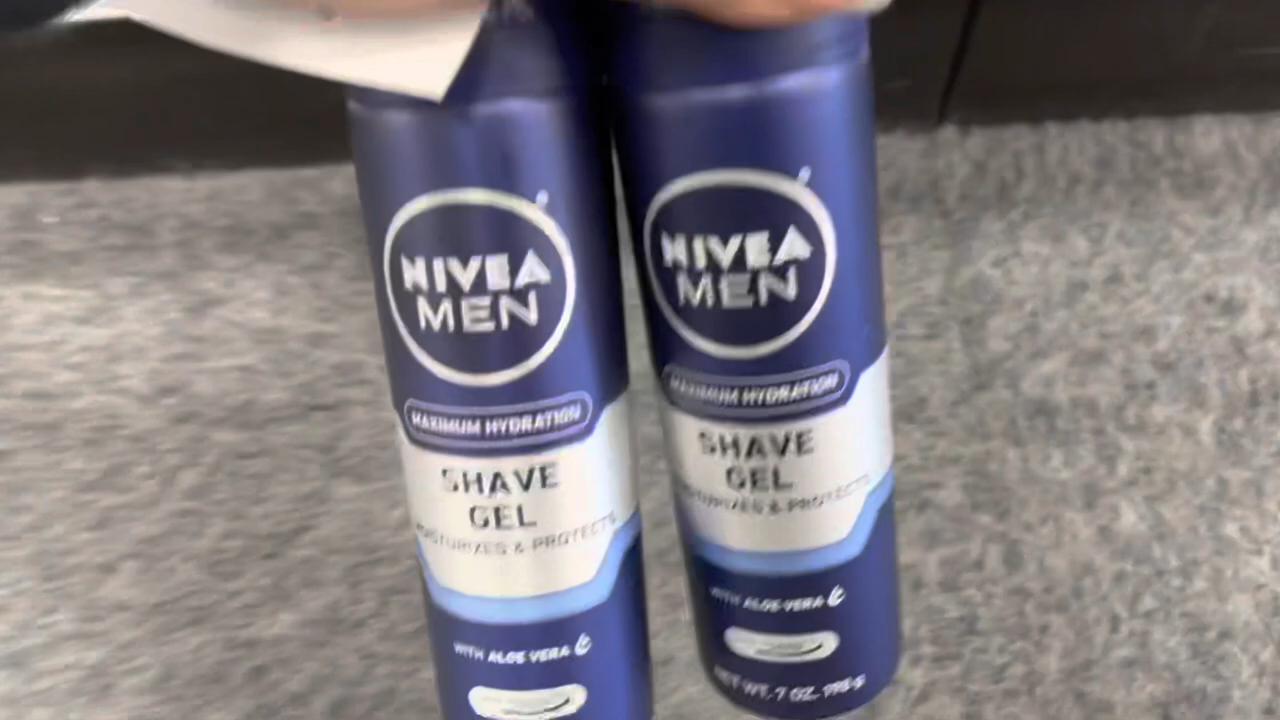 NIVEA
MEN
MAXIMUM HYDRATION
SHAVE
GEL
MOISTURIZES & PROTECTS
WITH ALOE VERA
NIVEA
MEN
MAXIMUM HYDRATION
SHAVE
GEL
MOISTURIZES & PROTECTS
WITH ALOE VERA
NET WT. 7 OZ. 198 g